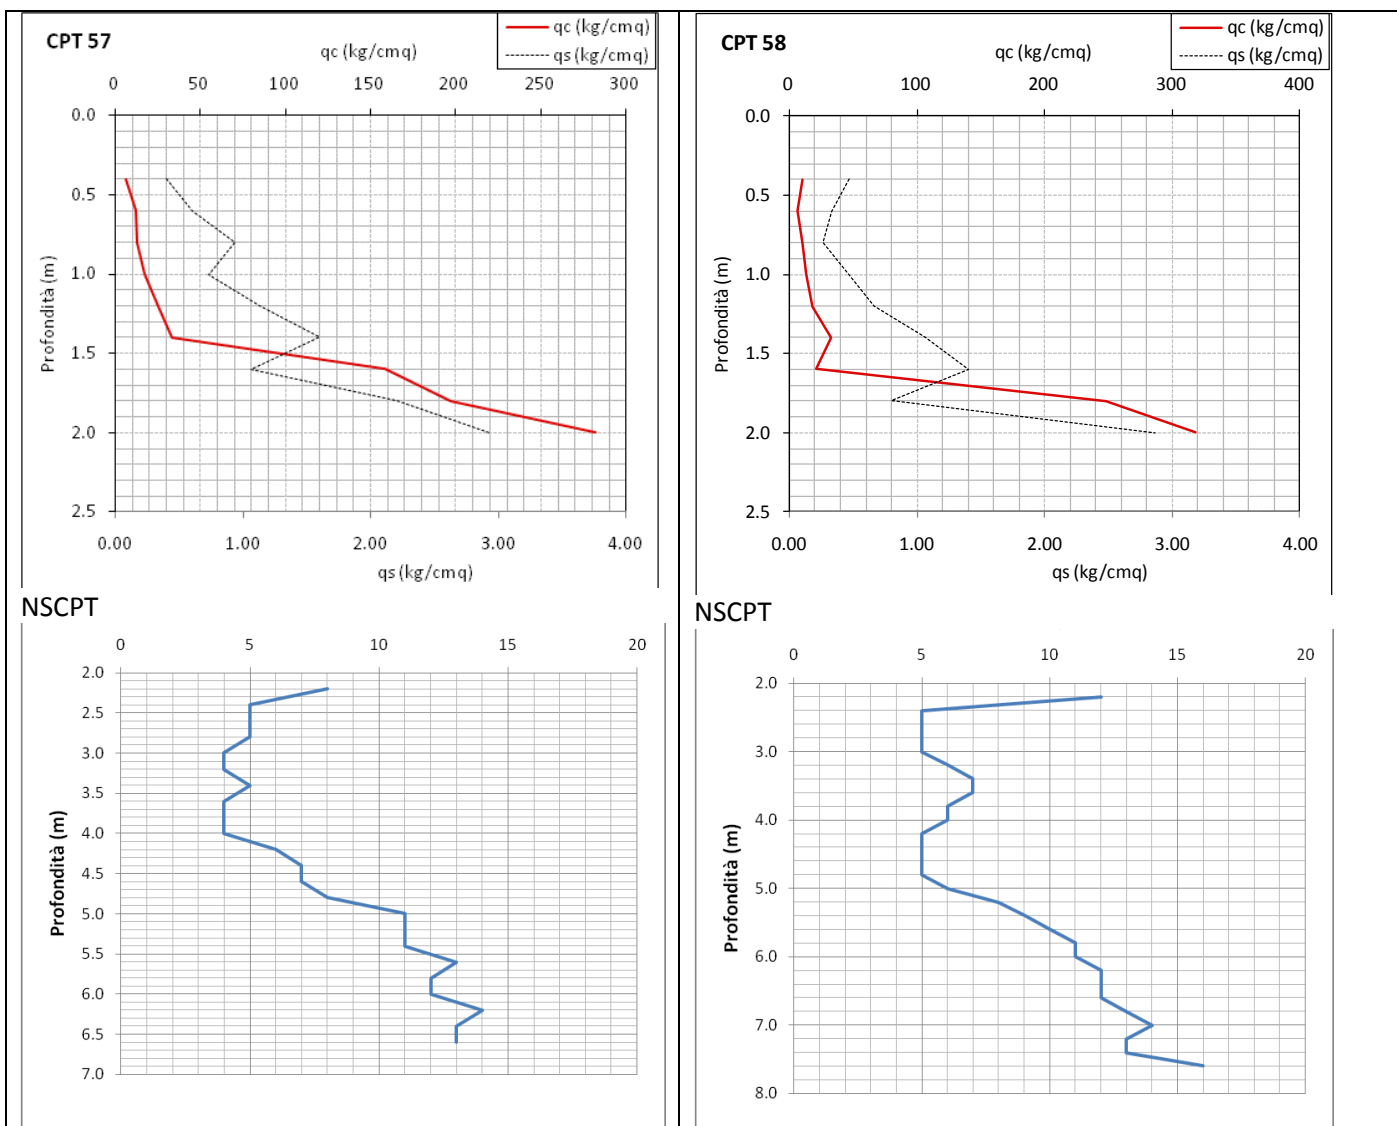 CPT 57
qc (kg/cmq)
qc (kg/cmq)
qs (kg/cmq)
0 50 100 150 200 250 300
0.0
0.5
1.0
1.5
2.0
2.5
Profondità (m)
0.00 1.00 2.00 3.00 4.00
qs (kg/cmq)
CPT 58
qc (kg/cmq)
qc (kg/cmq)
qs (kg/cmq)
0 100 200 300 400
0.0
0.5
1.0
1.5
2.0
2.5
Profondità (m)
0.00 1.00 2.00 3.00 4.00
qs (kg/cmq)
NSCPT
0 5 10 15 20
2.0
2.5
3.0
3.5
4.0
4.5
5.0
5.5
6.0
6.5
7.0
Profondità (m)
NSCPT
0 5 10 15 20
2.0
3.0
4.0
5.0
6.0
7.0
8.0
Profondità (m)